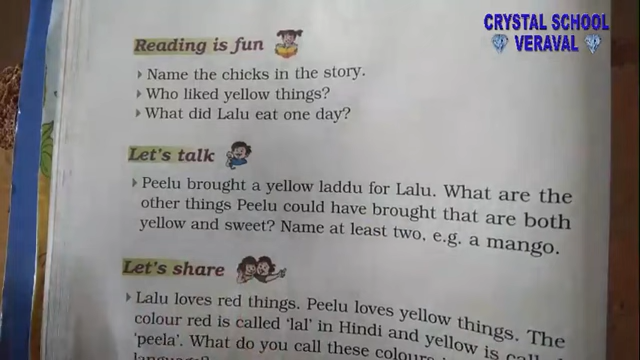 CRYSTAL SCHOOL
VERAVAL
Reading is fun
Name the chicks in the story.
Who liked yellow things?
What did Lalu eat one day?
Let's talk
Peelu brought a yellow laddu for Lalu. What are the
other things Peelu could have brought that are both
yellow and sweet? Name at least two, e.g. a mango.
Let's share
Lalu loves red things. Peelu loves yellow things. The
colour red is called 'lal' in Hindi and yellow is
'peela'. What do you call these colours